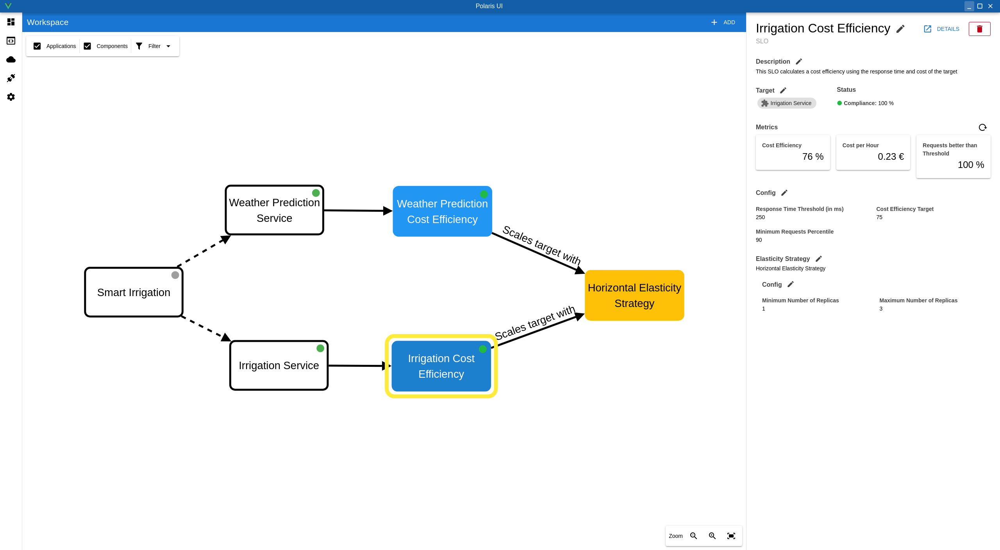 Polaris UI
Workspace
ADD
Applications
Components
Filter
Weather Prediction
Service
Weather Prediction
Cost Efficiency
Scales target with
Smart Irrigation
Horizontal Elasticity
Strategy
Scales target with
Irrigation Service
Irrigation Cost
Efficiency
Zoom
Irrigation Cost Efficiency
DETAILS
SLO
Description
This SLO calculates a cost efficiency using the response time and cost of the target
Target
Status
Irrigation Service
Compliance: 100 %
Metrics
Cost Efficiency
76 %
Cost per Hour
0.23 €
Requests better than
Threshold
100 %
Config
Response Time Threshold (in ms)
250
Cost Efficiency Target
75
Minimum Requests Percentile
90
Elasticity Strategy
Horizontal Elasticity Strategy
Config
Minimum Number of Replicas
1
Maximum Number of Replicas
3